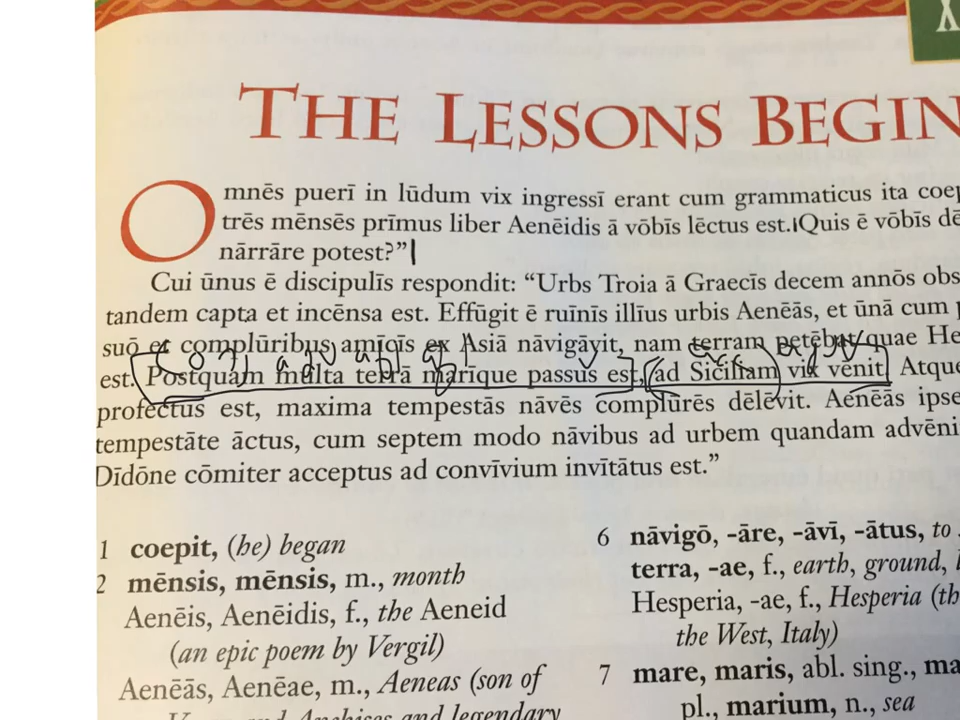 X
THE LESSONS BEGIN
Omnēs puerī in lūdum vix ingressī erant cum grammaticus ita coep
trēs mēnsēs prīmus liber Aenēidis ā vōbīs lēctus est. Quis ē vōbīs dē
nārrāre potest?”
Cui ūnus ē discipulīs respondit: “Urbs Troia ā Graecīs decem annōs obs
tandem capta et incēnsa est. Effūgit ē ruīnīs illīus urbis Aenēās, et ūnā cum p
suō et complūribus amīcīs ex Asiā nāvigāvit, nam terram petēbat quae He
est. Postquam multa terrā marīque passus est, ad Siciliam vix vēnit. Atque
profectus est, maxima tempestās nāvēs complūrēs dēlēvit. Aenēās ipse
tempestāte āctus, cum septem modo nāvibus ad urbem quandam advēni
Dīdōne cōmiter acceptus ad convīvium invītātus est.”
1 coepit, (he) began
2 mēnsis, mēnsis, m., month
Aenēis, Aenēidis, f., the Aeneid
(an epic poem by Vergil)
Aenēās, Aenēae, m., Aeneas (son of
and Anchises and legendary
6 nāvigō, -āre, -āvī, -ātus, to
terra, -ae, f., earth, ground,
Hesperia, -ae, f., Hesperia (th
the West, Italy)
7 mare, maris, abl. sing., ma
pl., marium, n., sea